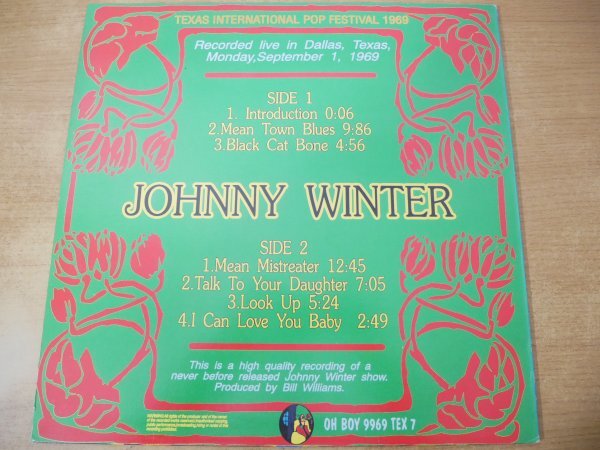 TEXAS INTERNATIONAL POP FESTIVAL 1969
Recorded live in Dallas, Texas,
Monday,September 1, 1969
SIDE 1
1. Introduction 0:06
2.Mean Town Blues 9:86
3.Black Cat Bone 4:56
JOHNNY WINTER
SIDE 2
1.Mean Mistreater 12:45
2.Talk To Your Daughter 7:05
3.Look Up 5:24
4.I Can Love You Baby 2:49
This is a high quality recording of a
never before released Johnny Winter show.
Produced by Bill Williams.
OH BOY 9969 TEX 7